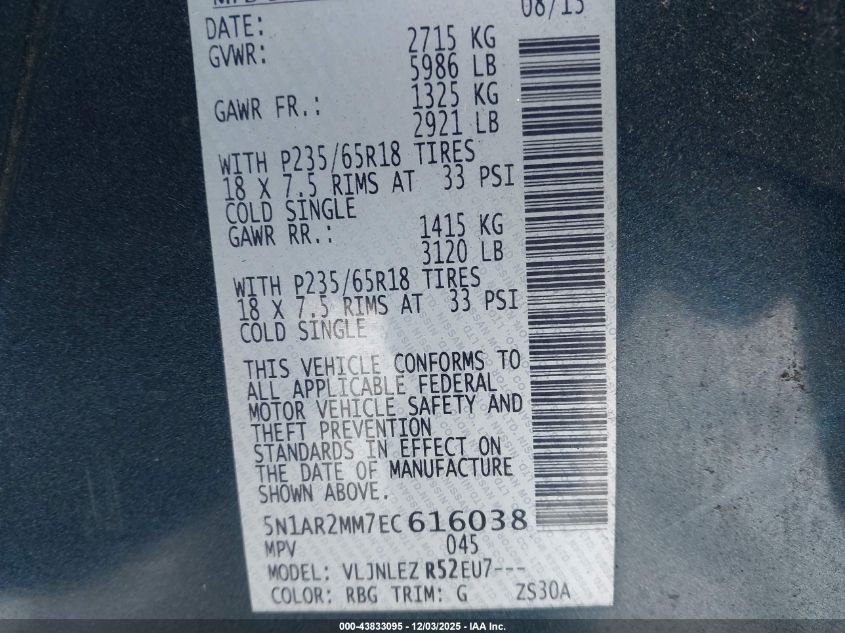 08/13
DATE:
GVWR: 2715 KG
5986 LB
GAWR FR.: 1325 KG
2921 LB
WITH P235/65R18 TIRES
18 X 7.5 RIMS AT 33 PSI
COLD SINGLE
GAWR RR.: 1415 KG
3120 LB
WITH P235/65R18 TIRES
18 X 7.5 RIMS AT 33 PSI
COLD SINGLE
THIS VEHICLE CONFORMS TO
ALL APPLICABLE FEDERAL
MOTOR VEHICLE SAFETY AND
THEFT PREVENTION
STANDARDS IN EFFECT ON
THE DATE OF MANUFACTURE
SHOWN ABOVE.
5N1AR2MM7EC616038
MPV 045
MODEL: VLJNLEZ R52EU7---
COLOR: RBG TRIM: G ZS30A
000-43833095 - 12/03/2025 - IAA Inc.